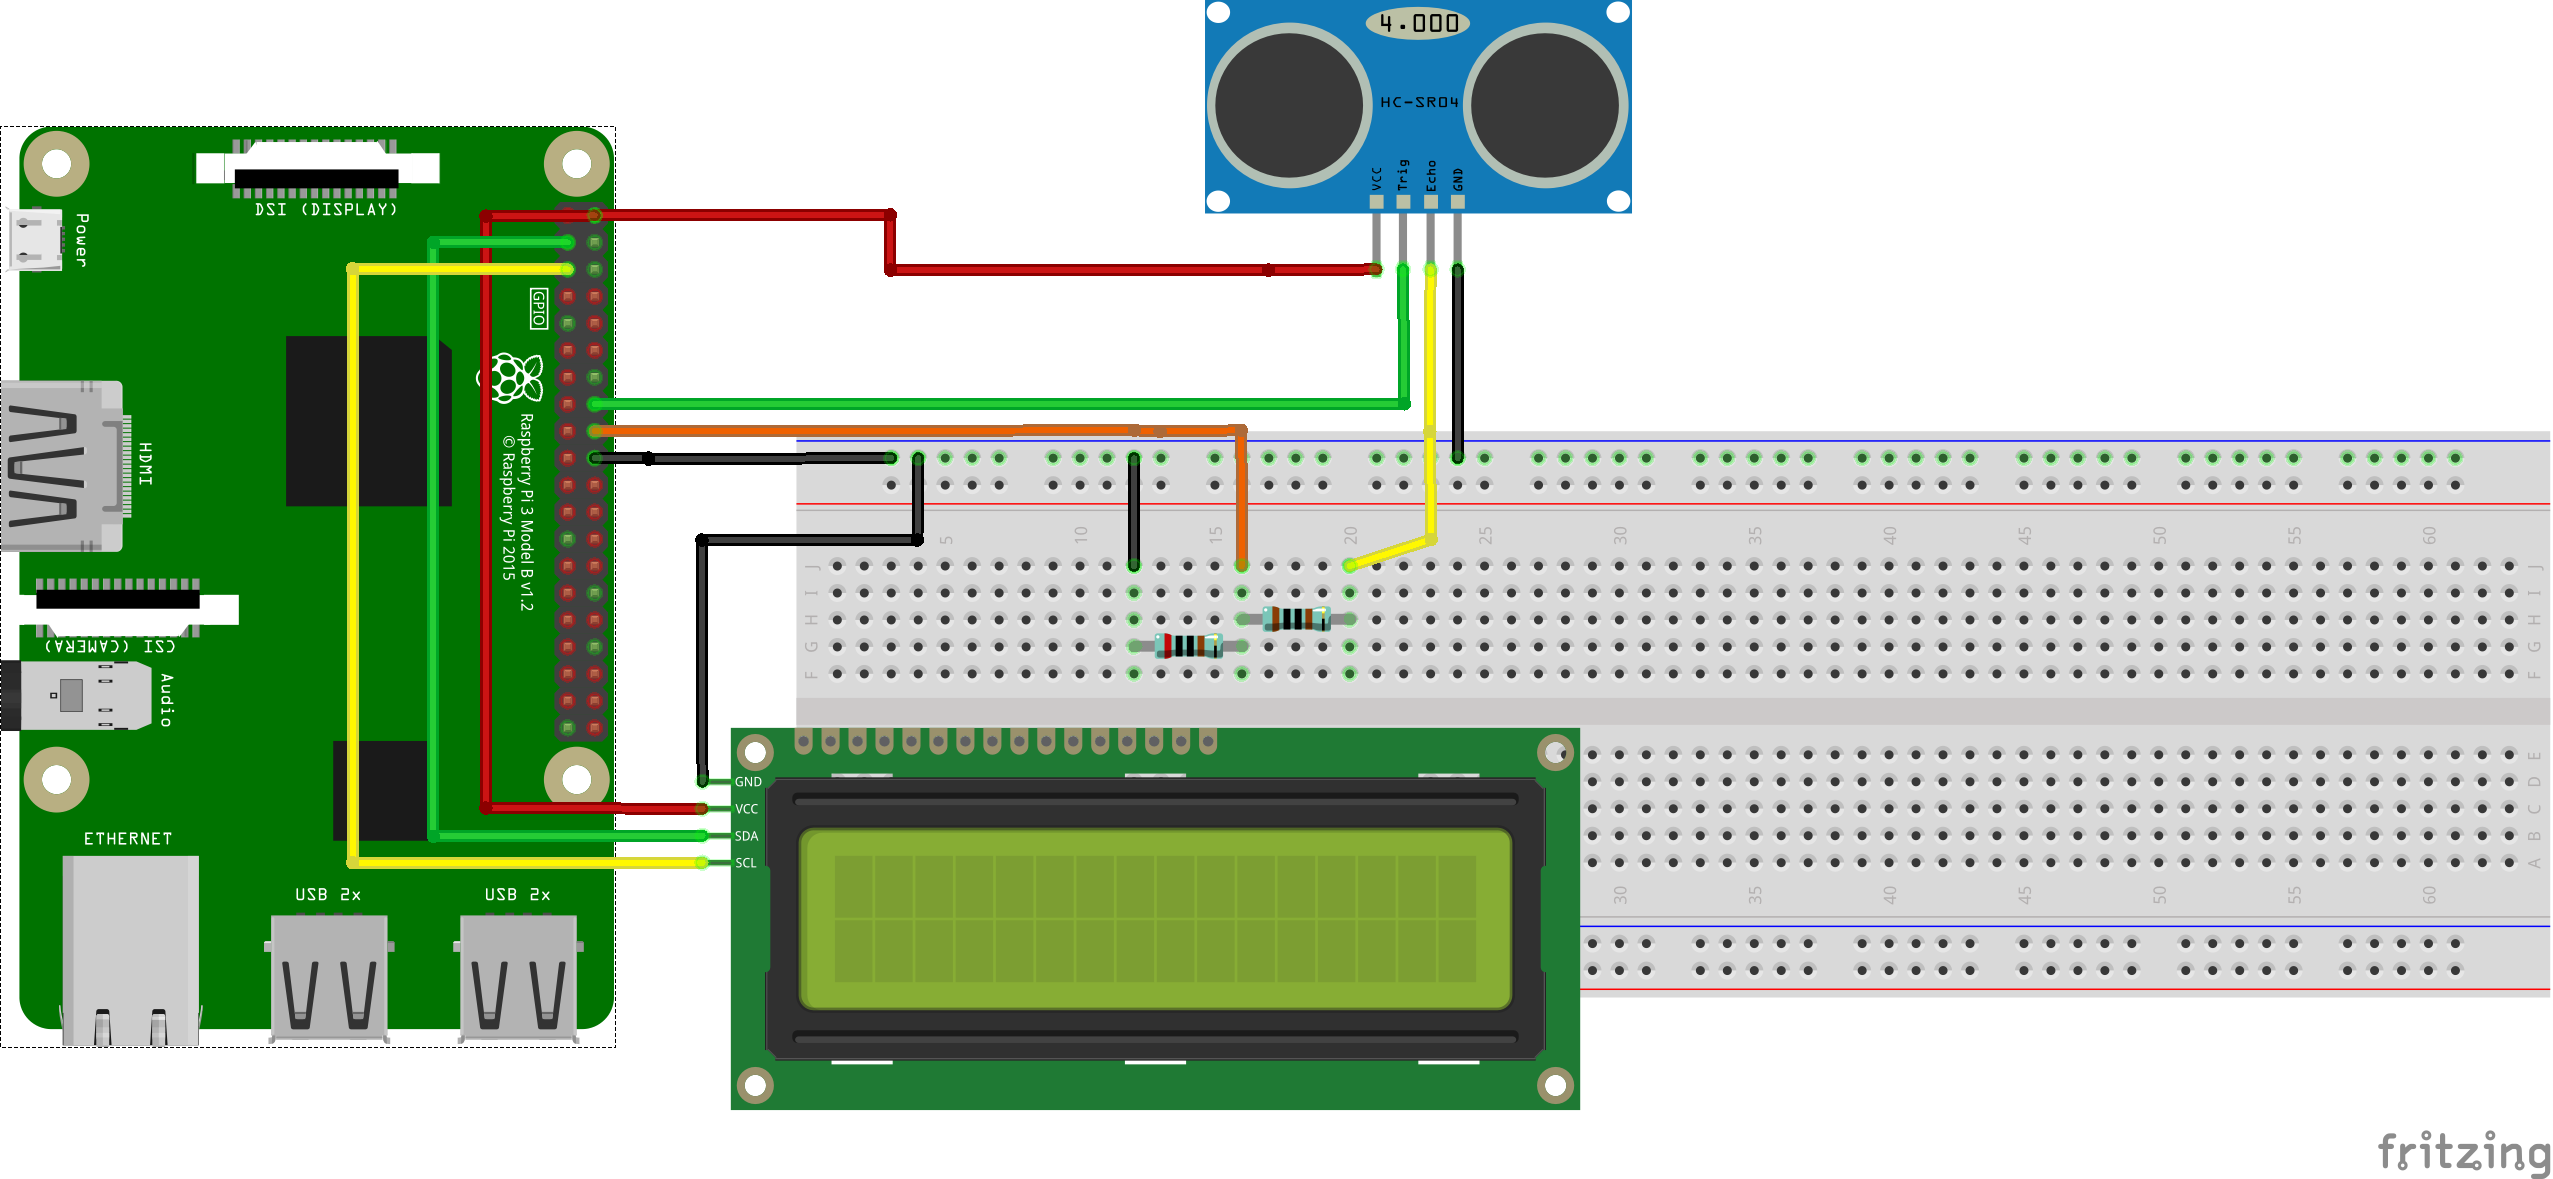 4.000
HC-SR04
VCC
Trig
Echo
GND
DSI (DISPLAY)
Power
GPIO
HDMI
Raspberry Pi 3 Model B v1.2
© Raspberry Pi 2015
CSI (CAMERA)
Audio
ETHERNET
USB 2x
USB 2x
5
10
15
20
25
30
35
40
45
50
55
60
J
I
H
G
F
J
I
H
G
F
E
D
C
B
A
30
35
40
45
50
55
60
GND
VCC
SDA
SCL
fritzing